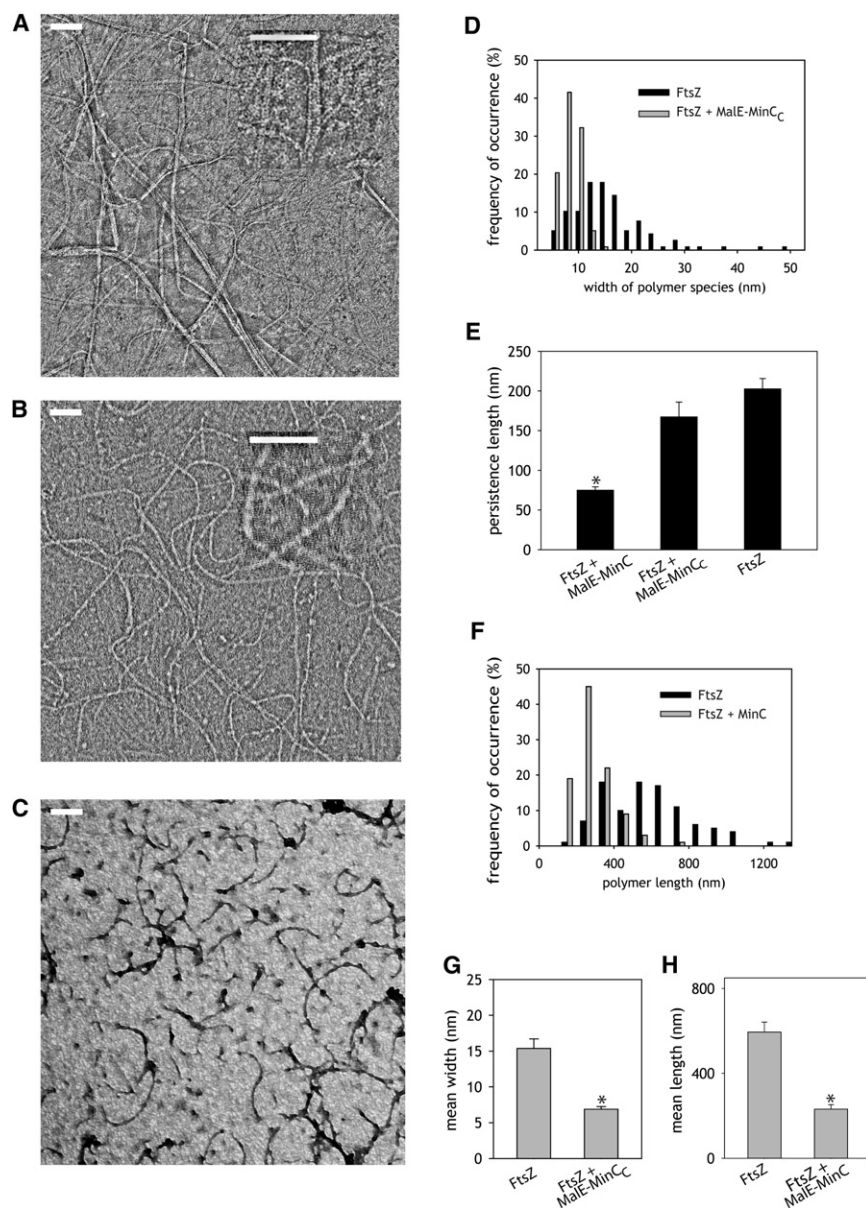 A
B
C
D
frequency of occurrence (%)
50
40
30
20
10
0
FtsZ
FtsZ + MalE-MinCC
10
20
30
40
50
width of polymer species (nm)
E
persistence length (nm)
250
200
150
100
50
0
*
FtsZ +
MalE-MinC
FtsZ +
MalE-MinCC
FtsZ
F
frequency of occurrence (%)
50
40
30
20
10
0
FtsZ
FtsZ + MinC
0
400
800
1200
polymer length (nm)
G
mean width (nm)
25
20
15
10
5
0
*
FtsZ
FtsZ +
MalE-MinCC
H
mean length (nm)
800
400
0
*
FtsZ
FtsZ +
MalE-MinC